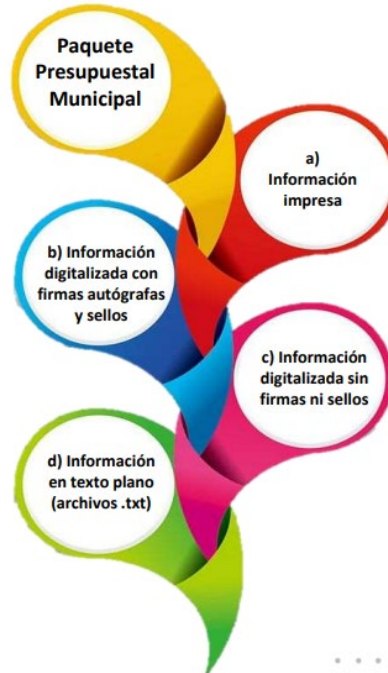 Paquete
Presupuestal
Municipal
a)
Información
impresa
b) Información
digitalizada con
firmas autógrafas
y sellos
c) Información
digitalizada sin
firmas ni sellos
d) Información
en texto plano
(archivos .txt)